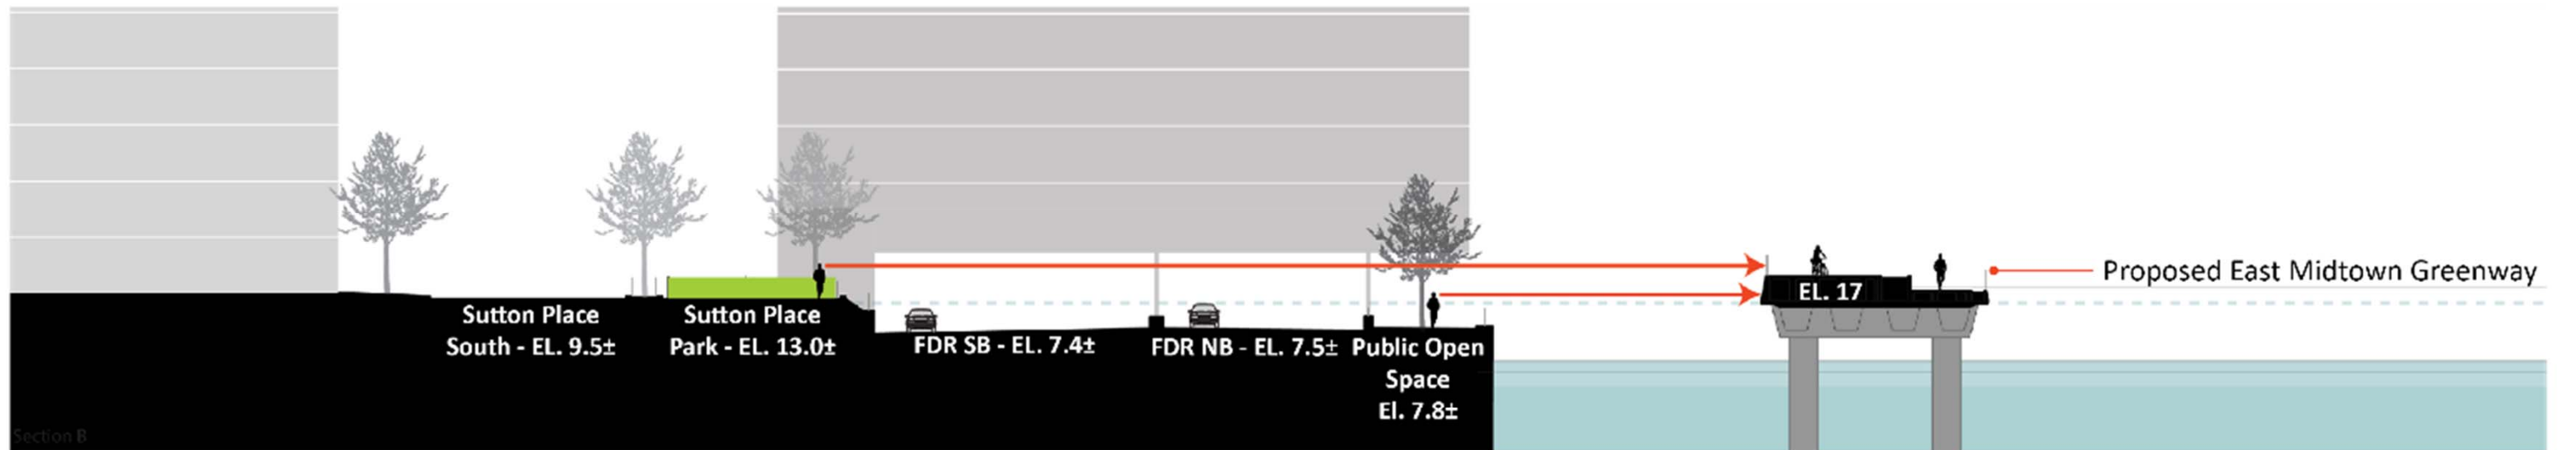 Sutton Place
South - EL. 9.5±
Sutton Place
Park - EL. 13.0±
FDR SB - EL. 7.4±
FDR NB - EL. 7.5±
Public Open
Space
El. 7.8±
EL. 17
Proposed East Midtown Greenway
Section B